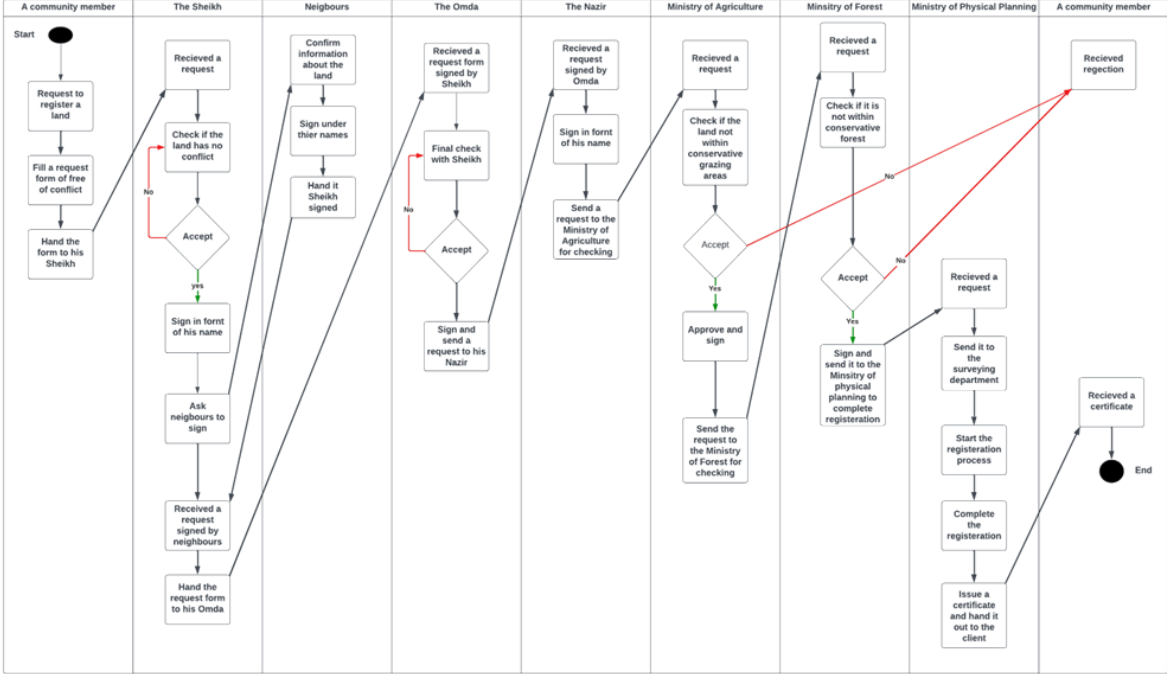 A community member
The Sheikh
Neigbours
The Omda
The Nazir
Ministry of Agriculture
Minsitry of Forest
Ministry of Physical Planning
A community member
Start
Request to
register a
land
Fill a request
form of free
of conflict
Hand the
form to his
Sheikh
Recieved a
request
Check if the
land has no
conflict
No
Accept
yes
Sign in fornt
of his name
Ask
neigbours to
sign
Received a
request
signed by
neighbours
Hand the
request form
to his Omda
Confirm
information
about the
land
Sign under
thier names
Hand it
Sheikh
signed
Recieved a
request form
signed by
Sheikh
Final check
with Sheikh
No
Accept
Sign and
send a
request to his
Nazir
Recieved a
request
signed by
Omda
Sign in fornt
of his name
Send a
request to the
Ministry of
Agriculture
for checking
Recieved a
request
Check if the
land not
within
conservative
grazing
areas
Accept
No
Yes
Approve and
sign
Send the
request to
the Ministry
of Forest for
checking
Recieved a
request
Check if it is
not within
conservative
forest
Accept
No
Yes
Sign and
send it to the
Minsitry of
physical
planning to
complete
registeration
Recieved a
request
Send it to
the
surveying
department
Start the
registeration
process
Complete
the
registeration
Issue a
certificate
and hand it
out to the
client
Recieved
regection
Recieved a
certificate
End